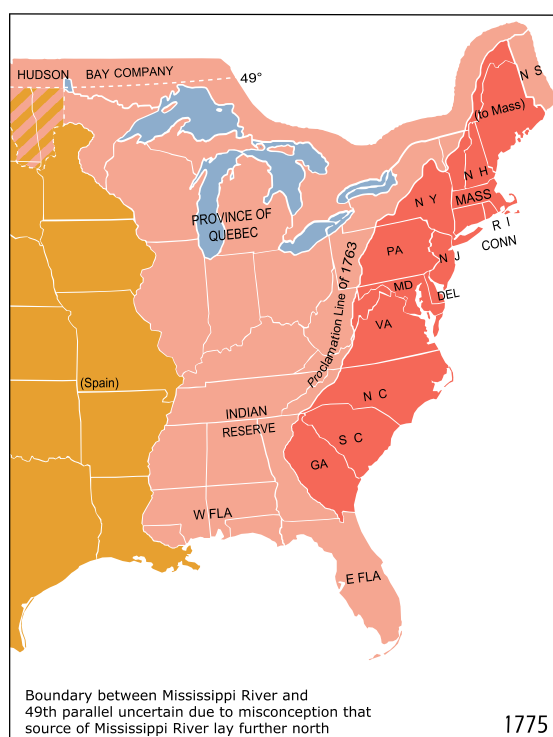 HUDSON BAY COMPANY
49°
N S
(to Mass)
N H
N Y
MASS
R I
CONN
PROVINCE OF
QUEBEC
Proclamation Line of 1763
PA
N J
MD
DEL
VA
(Spain)
N C
INDIAN
RESERVE
S C
GA
W FLA
E FLA
Boundary between Mississippi River and
49th parallel uncertain due to misconception that
source of Mississippi River lay further north
1775